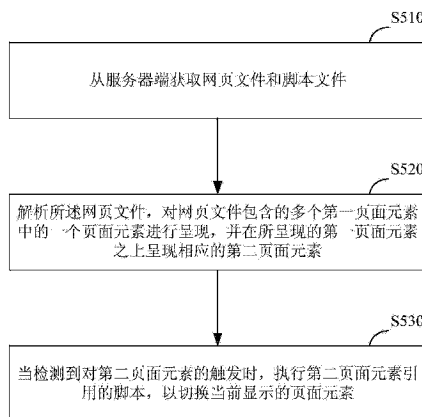 S510
从服务器端获取网页文件和脚本文件
S520
解析所述网页文件，对网页文件包含的多个第一页面元素
中的一个页面元素进行呈现，并在所呈现的第一页面元素
之上呈现相应的第二页面元素
S530
当检测到对第二页面元素的触发时，执行第二页面元素引
用的脚本，以切换当前显示的页面元素